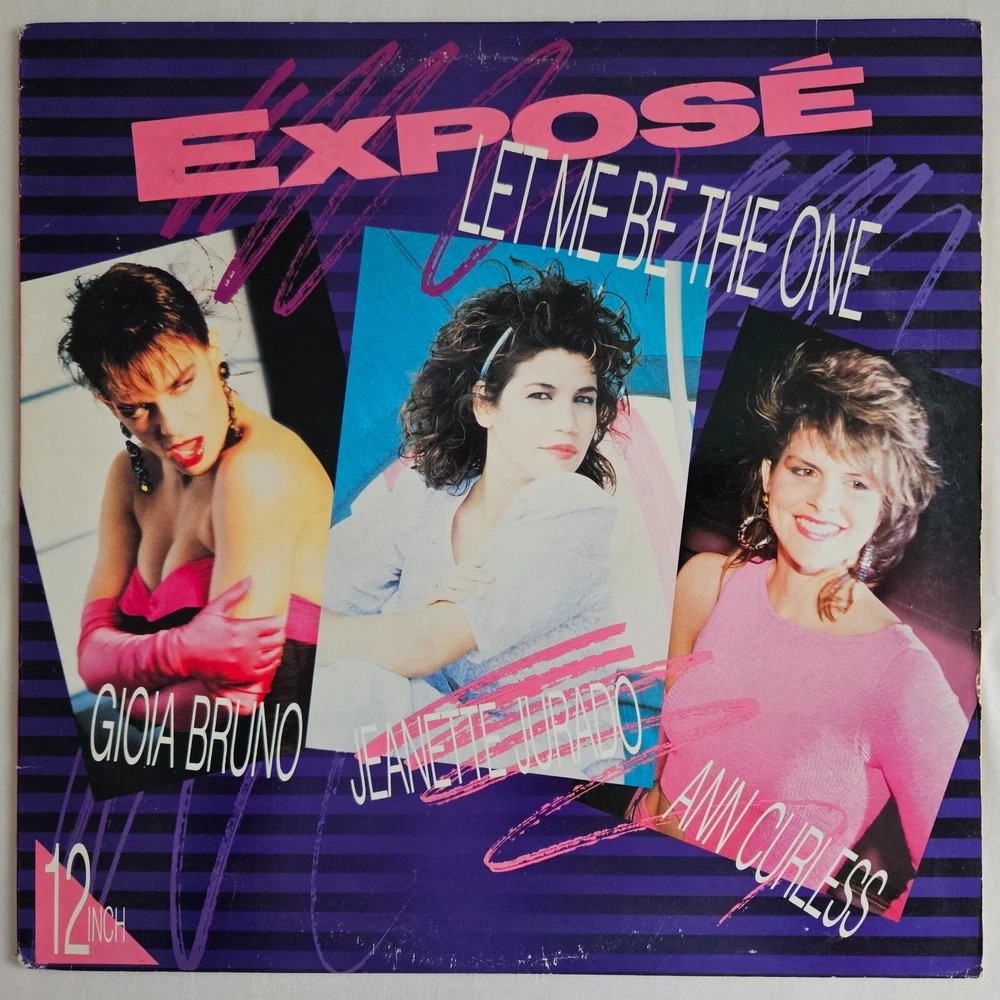 EXPOSÉ
LET ME BE THE ONE
GIOIA BRUNO
JEANETTE JURADO
ANN CURLESS
12 INCH